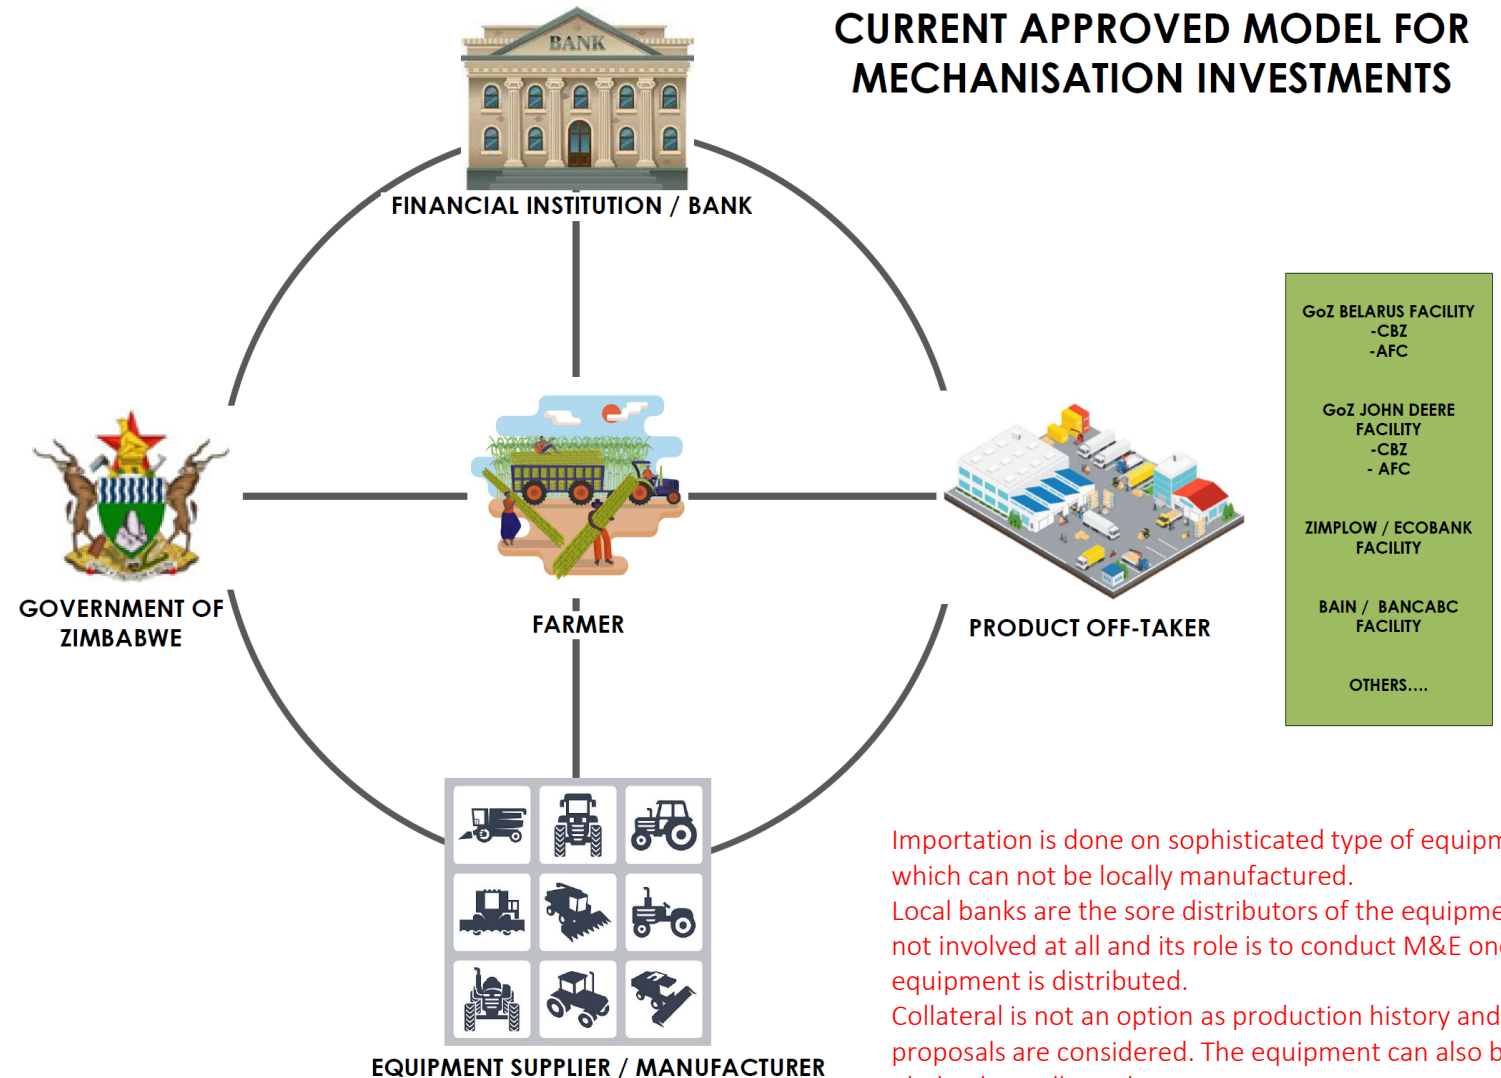 CURRENT APPROVED MODEL FOR
MECHANISATION INVESTMENTS
BANK
FINANCIAL INSTITUTION / BANK
GOVERNMENT OF
ZIMBABWE
FARMER
PRODUCT OFF-TAKER
EQUIPMENT SUPPLIER / MANUFACTURER
GoZ BELARUS FACILITY
-CBZ
-AFC
GoZ JOHN DEERE
FACILITY
-CBZ
- AFC
ZIMPLOW / ECOBANK
FACILITY
BAIN / BANCABC
FACILITY
OTHERS....
Importation is done on sophisticated type of
which can not be locally manufactured.
Local banks are the sore distributors of the
not involved at all and its role is to conduct M&E
equipment is distributed.
Collateral is not an option as production history and
proposals are considered. The equipment can also